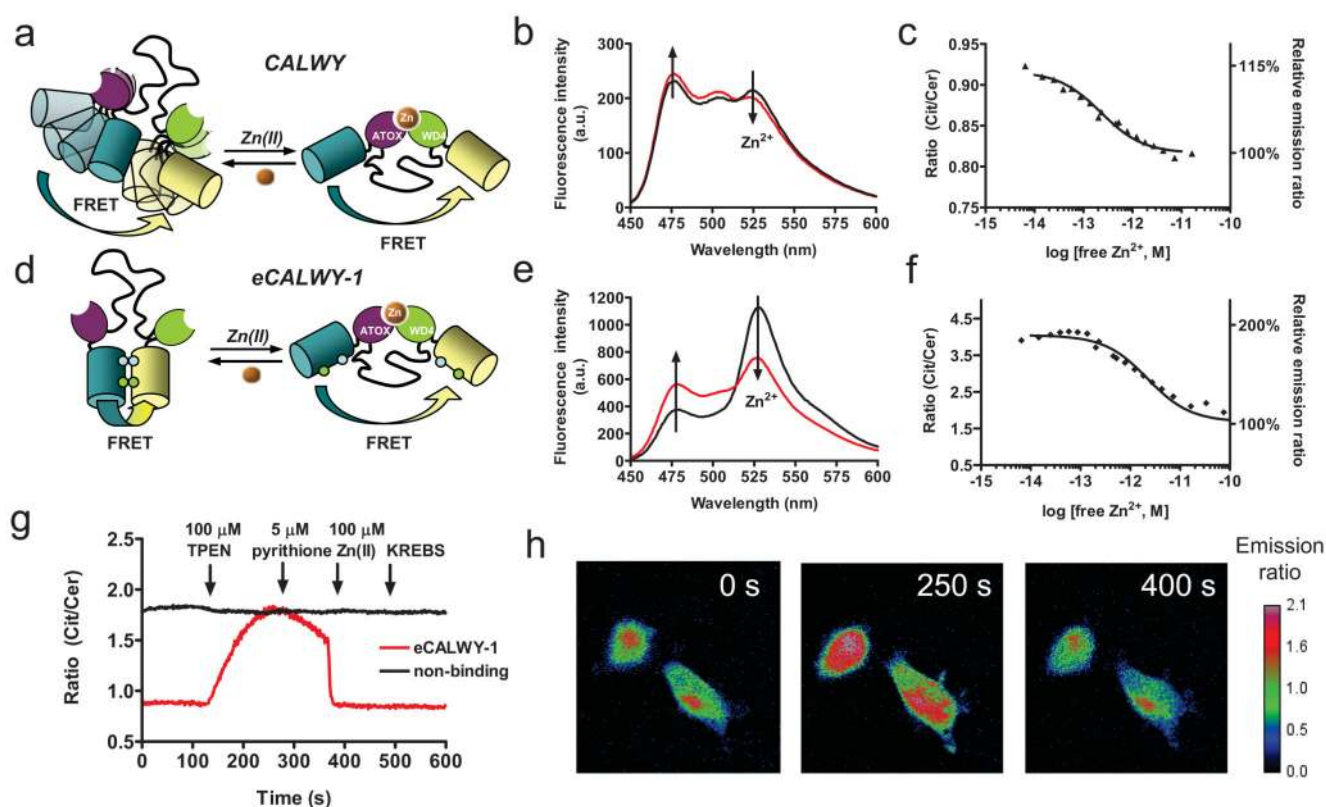 a
CALWY
Zn(II)
ATOX
Zn
WD4
FRET
FRET
b
Fluorescence intensity
(a.u.)
300
200
100
0
Zn2+
450 475 500 525 550 575 600
Wavelength (nm)
c
Ratio (Cit/Cer)
0.95
0.90
0.85
0.80
0.75
115%
100%
Relative emission ratio
-15 -14 -13 -12 -11 -10
log [free Zn2+, M]
d
eCALWY-1
Zn(II)
ATOX
Zn
WD4
FRET
FRET
e
Fluorescence intensity
(a.u.)
1200
1000
800
600
400
200
0
Zn2+
450 475 500 525 550 575 600
Wavelength (nm)
f
Ratio (Cit/Cer)
4.5
3.5
2.5
1.5
4.5
200%
100%
Relative emission ratio
-15 -14 -13 -12 -11 -10
log [free Zn2+, M]
g
100 µM 5 µM 100 µM
TPEN pyrithione Zn(II) KREBS
Ratio (Cit/Cer)
2.5
2.0
1.5
1.0
0.5
eCALWY-1
non-binding
0 100 200 300 400 500 600
Time (s)
h
0 s
250 s
400 s
Emission
ratio
2.1
1.6
1.3
1.0
0.5
0.0